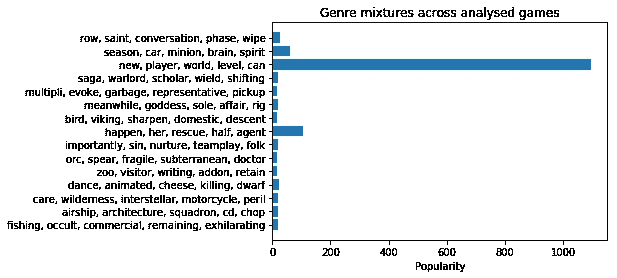 Genre mixtures across analysed games
row, saint, conversation, phase, wipe
season, car, minion, brain, spirit
new, player, world, level, can
saga, warlord, scholar, wield, shifting
multipli, evoke, garbage, representative, pickup
meanwhile, goddess, sole, affair, rig
bird, viking, sharpen, domestic, descent
happen, her, rescue, half, agent
importantly, sin, nurture, teamplay, folk
orc, spear, fragile, subterranean, doctor
zoo, visitor, writing, addon, retain
dance, animated, cheese, killing, dwarf
care, wilderness, interstellar, motorcycle, peril
airship, architecture, squadron, cd, chop
fishing, occult, commercial, remaining, exhilarating
0 200 400 600 800 1000
Popularity